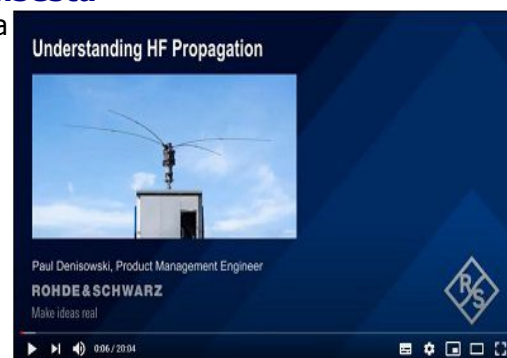 a
Understanding HF Propagation
Paul Denisowski, Product Management Engineer
ROHDE&SCHWARZ
Make ideas real
R&S
0:06 / 20:04